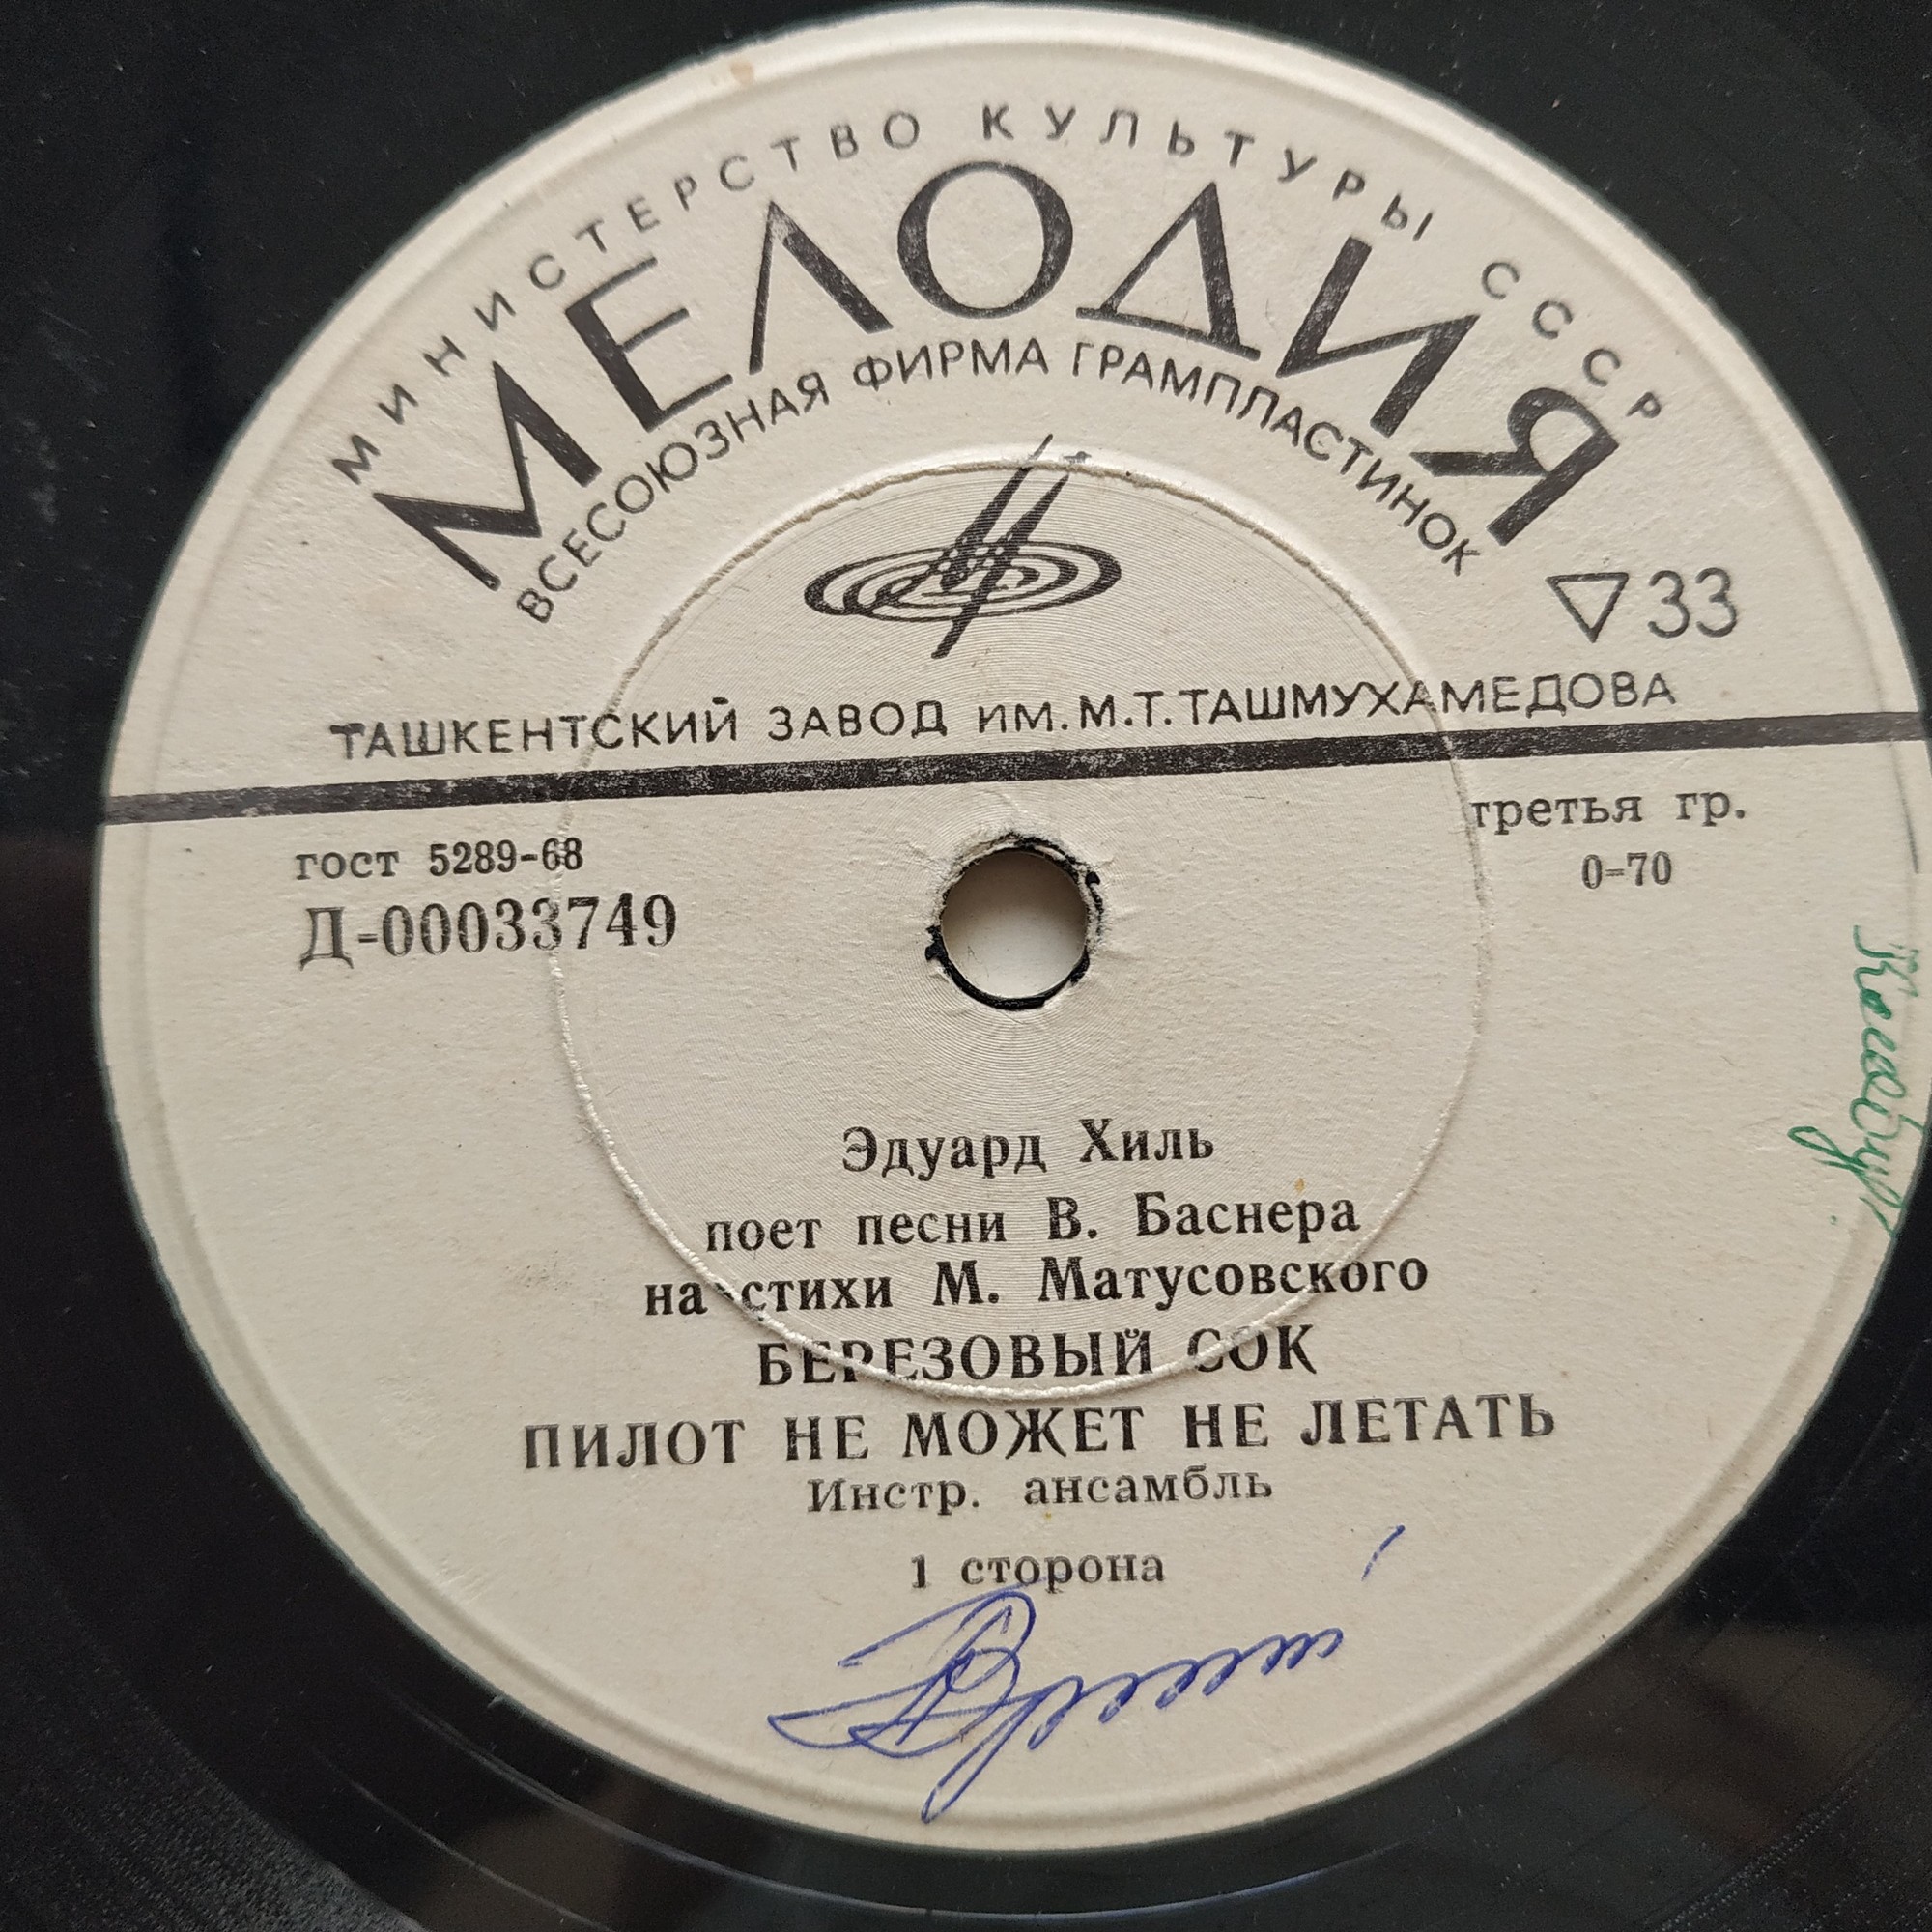 МИНИСТЕРСТВО КУЛЬТУРЫ СССР
МЕЛОДИЯ
ВСЕСОЮЗНАЯ ФИРМА ГРАМПЛАСТИНОК
33
ТАШКЕНТСКИЙ ЗАВОД ИМ. М.Т. ТАШМУХАМЕДОВА
третья гр.
0-70
гост 5289-68
Д-00033749
Эдуард Хиль
поет песни В. Баснера
на стихи М. Матусовского
БЕРЕЗОВЫЙ СОК
ПИЛОТ НЕ МОЖЕТ НЕ ЛЕТАТЬ
Инстр. ансамбль
1 сторона